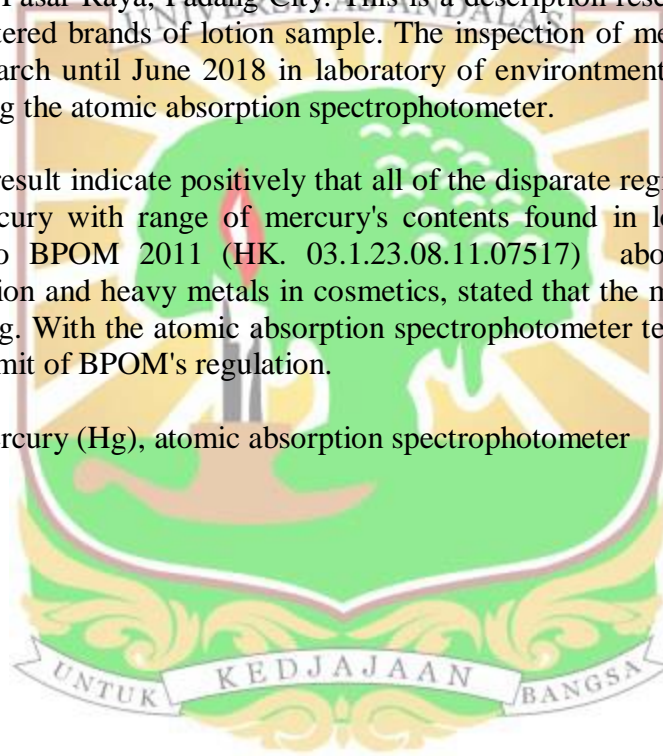 Pasar Raya, Padang City. This is a description rese
UNIVERSITAS ANDALAS
tered brands of lotion sample. The inspection of me
arch until June 2018 in laboratory of environtment
g the atomic absorption spectrophotometer.
result indicate positively that all of the disparate reg
cury with range of mercury's contents found in l
o BPOM 2011 (HK. 03.1.23.08.11.07517) abo
ion and heavy metals in cosmetics, stated that the m
g. With the atomic absorption spectrophotometer te
mit of BPOM's regulation.
rcury (Hg), atomic absorption spectrophotometer
UNTUK KEDJAJAAN BANGSA